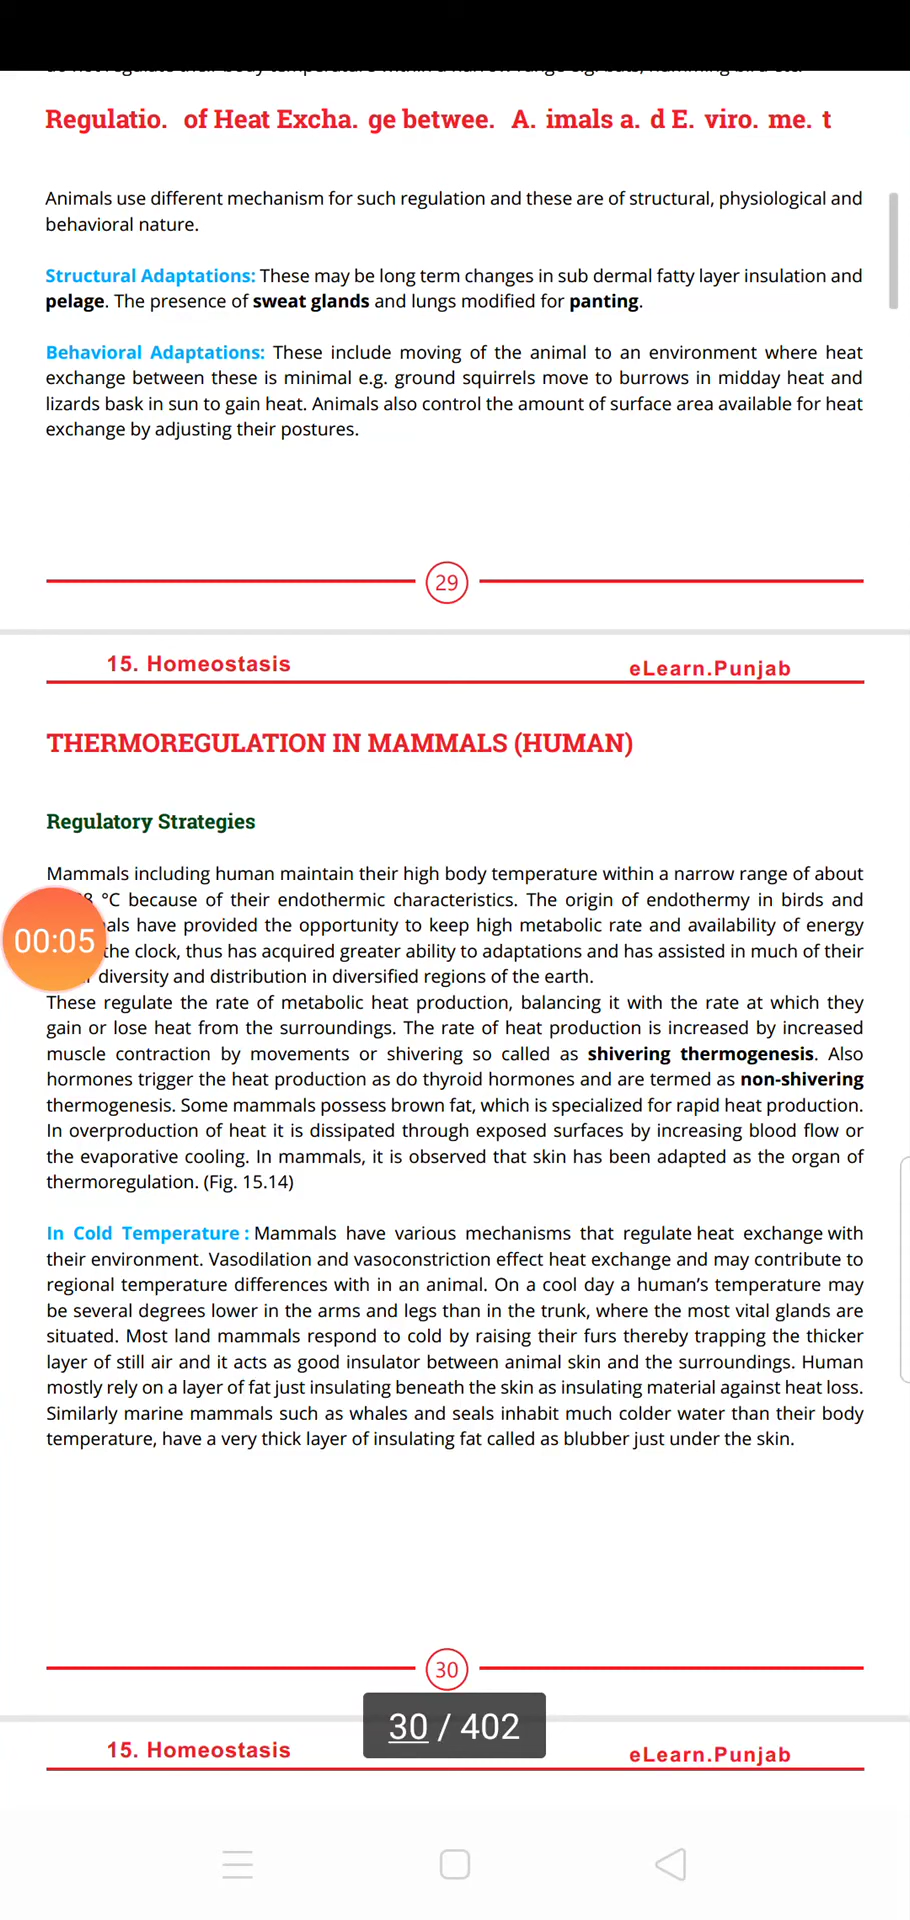 Regulatio. of Heat Excha. ge betwee. A. imals a. d E. viro. me. t
Animals use different mechanism for such regulation and these are of structural, physiological and
behavioral nature.
Structural Adaptations: These may be long term changes in sub dermal fatty layer insulation and
pelage. The presence of sweat glands and lungs modified for panting.
Behavioral Adaptations: These include moving of the animal to an environment where heat
exchange between these is minimal e.g. ground squirrels move to burrows in midday heat and
lizards bask in sun to gain heat. Animals also control the amount of surface area available for heat
exchange by adjusting their postures.
29
15. Homeostasis eLearn.Punjab
THERMOREGULATION IN MAMMALS (HUMAN)
Regulatory Strategies
Mammals including human maintain their high body temperature within a narrow range of about
°C because of their endothermic characteristics. The origin of endothermy in birds and
have provided the opportunity to keep high metabolic rate and availability of energy
00:05 the clock, thus has acquired greater ability to adaptations and has assisted in much of their
diversity and distribution in diversified regions of the earth.
These regulate the rate of metabolic heat production, balancing it with the rate at which they
gain or lose heat from the surroundings. The rate of heat production is increased by increased
muscle contraction by movements or shivering so called as shivering thermogenesis. Also
hormones trigger the heat production as do thyroid hormones and are termed as non-shivering
thermogenesis. Some mammals possess brown fat, which is specialized for rapid heat production.
In overproduction of heat it is dissipated through exposed surfaces by increasing blood flow or
the evaporative cooling. In mammals, it is observed that skin has been adapted as the organ of
thermoregulation. (Fig. 15.14)
In Cold Temperature : Mammals have various mechanisms that regulate heat exchange with
their environment. Vasodilation and vasoconstriction effect heat exchange and may contribute to
regional temperature differences with in an animal. On a cool day a human's temperature may
be several degrees lower in the arms and legs than in the trunk, where the most vital glands are
situated. Most land mammals respond to cold by raising their furs thereby trapping the thicker
layer of still air and it acts as good insulator between animal skin and the surroundings. Human
mostly rely on a layer of fat just insulating beneath the skin as insulating material against heat loss.
Similarly marine mammals such as whales and seals inhabit much colder water than their body
temperature, have a very thick layer of insulating fat called as blubber just under the skin.
30
30 / 402
15. Homeostasis eLearn.Punjab